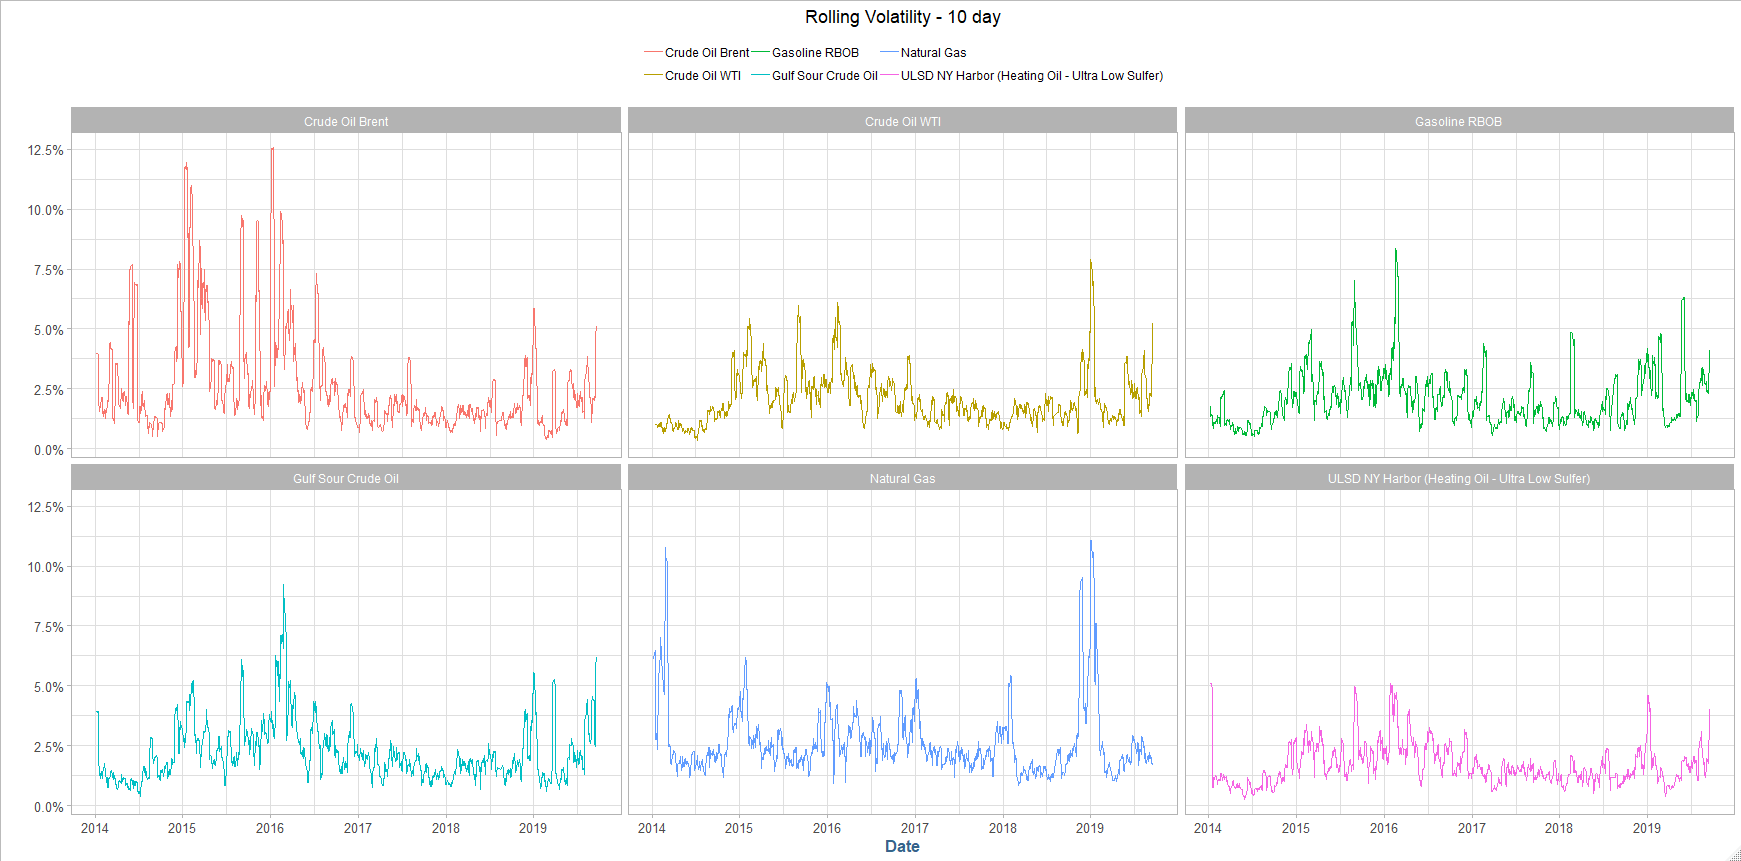 Rolling Volatility - 10 day
Crude Oil Brent Gasoline RBOB Natural Gas
Crude Oil WTI Gulf Sour Crude Oil ULSD NY Harbor (Heating Oil - Ultra Low Sulfer)
Crude Oil Brent Crude Oil WTI Gasoline RBOB
12.5%
10.0%
7.5%
5.0%
2.5%
0.0%
Gulf Sour Crude Oil Natural Gas ULSD NY Harbor (Heating Oil - Ultra Low Sulfer)
12.5%
10.0%
7.5%
5.0%
2.5%
0.0%
2014 2015 2016 2017 2018 2019 2014 2015 2016 2017 2018 2019 2014 2015 2016 2017 2018 2019
Date